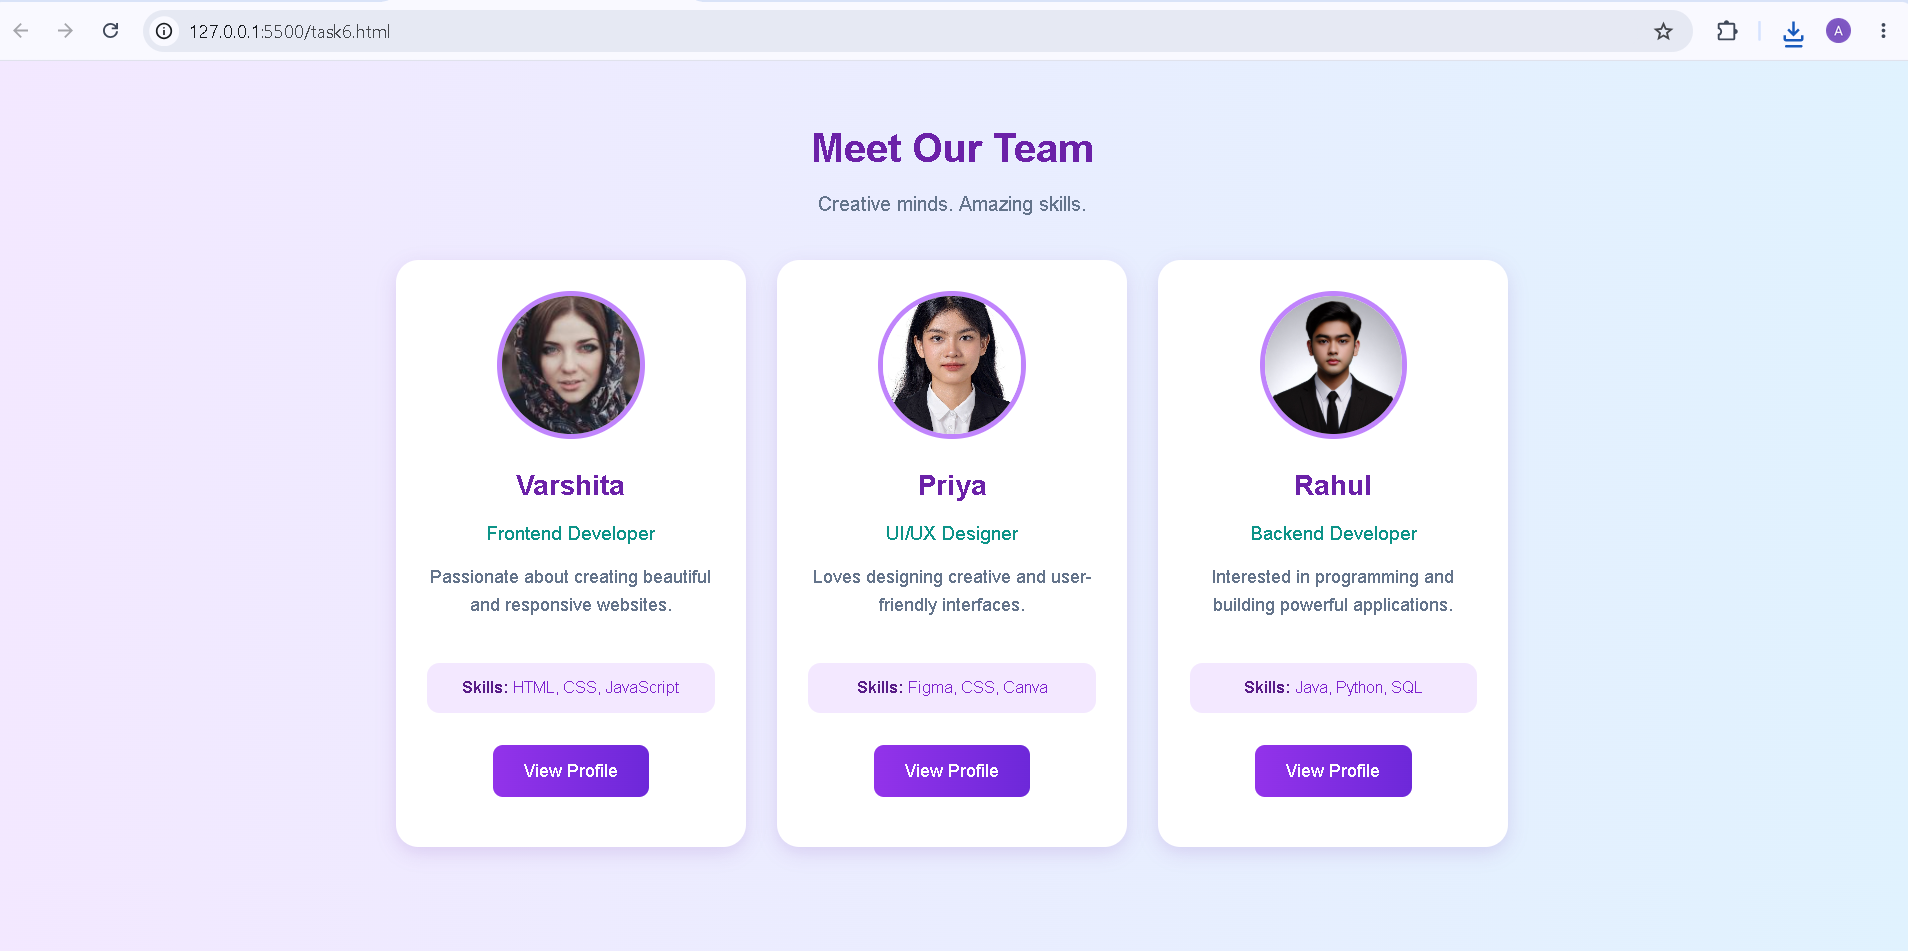 127.0.0.1:5500/task6.html
A
Meet Our Team
Creative minds. Amazing skills.
Varshita
Frontend Developer
Passionate about creating beautiful
and responsive websites.
Skills: HTML, CSS, JavaScript
View Profile
Priya
UI/UX Designer
Loves designing creative and user-
friendly interfaces.
Skills: Figma, CSS, Canva
View Profile
Rahul
Backend Developer
Interested in programming and
building powerful applications.
Skills: Java, Python, SQL
View Profile